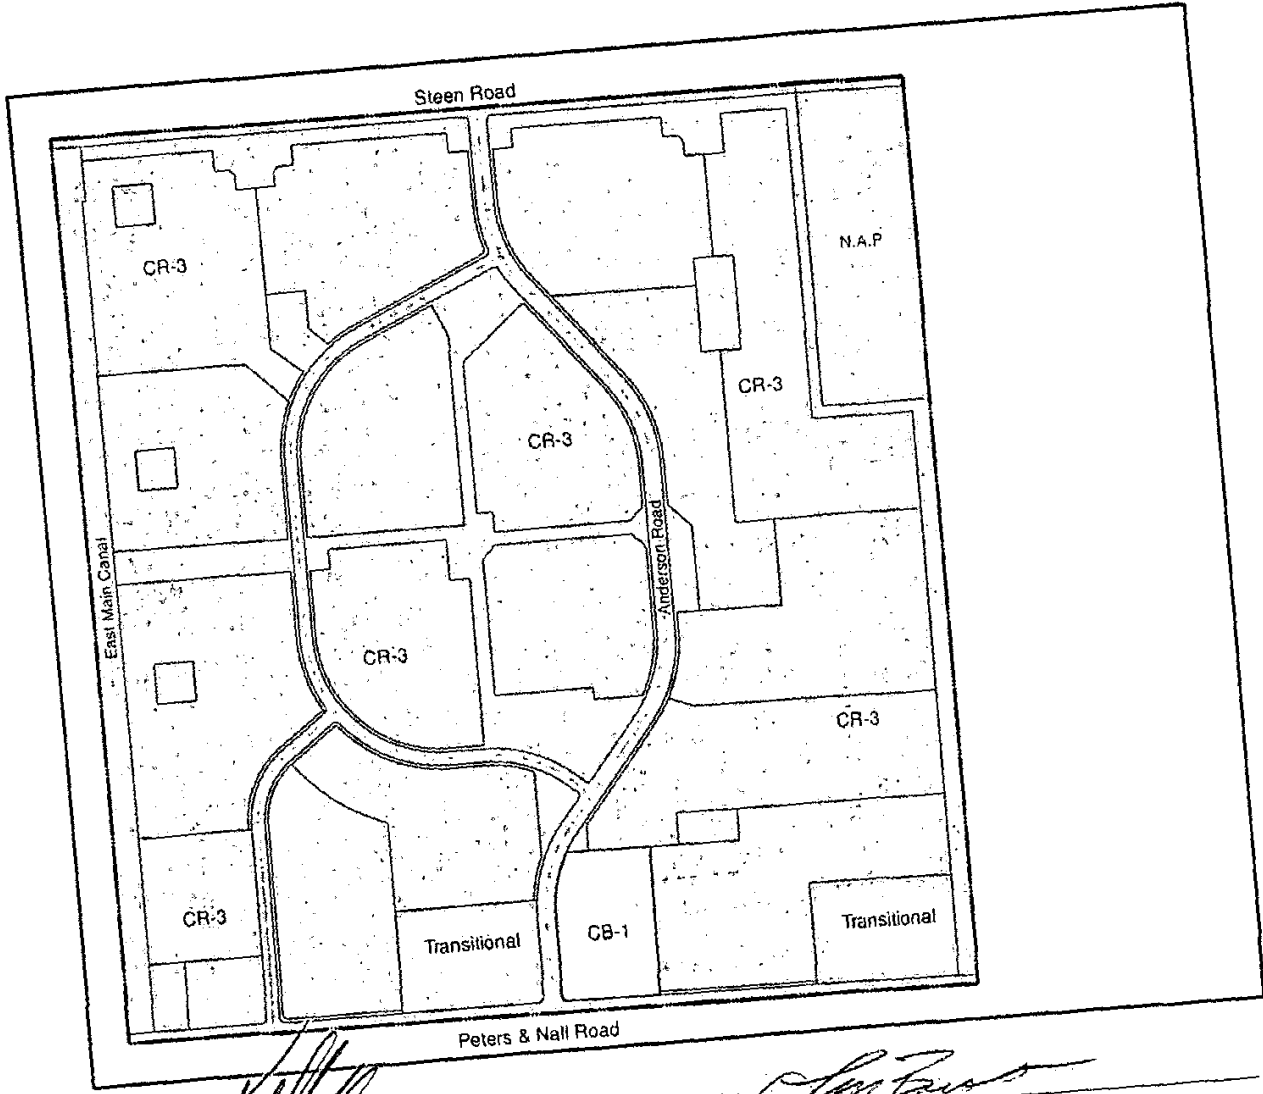 Steen Road
N.A.P
CR-3
CR-3
CR-3
East Main Canal
Anderson Road
CR-3
CR-3
CR-3
Transitional
CB-1
Transitional
Peters & Nall Road